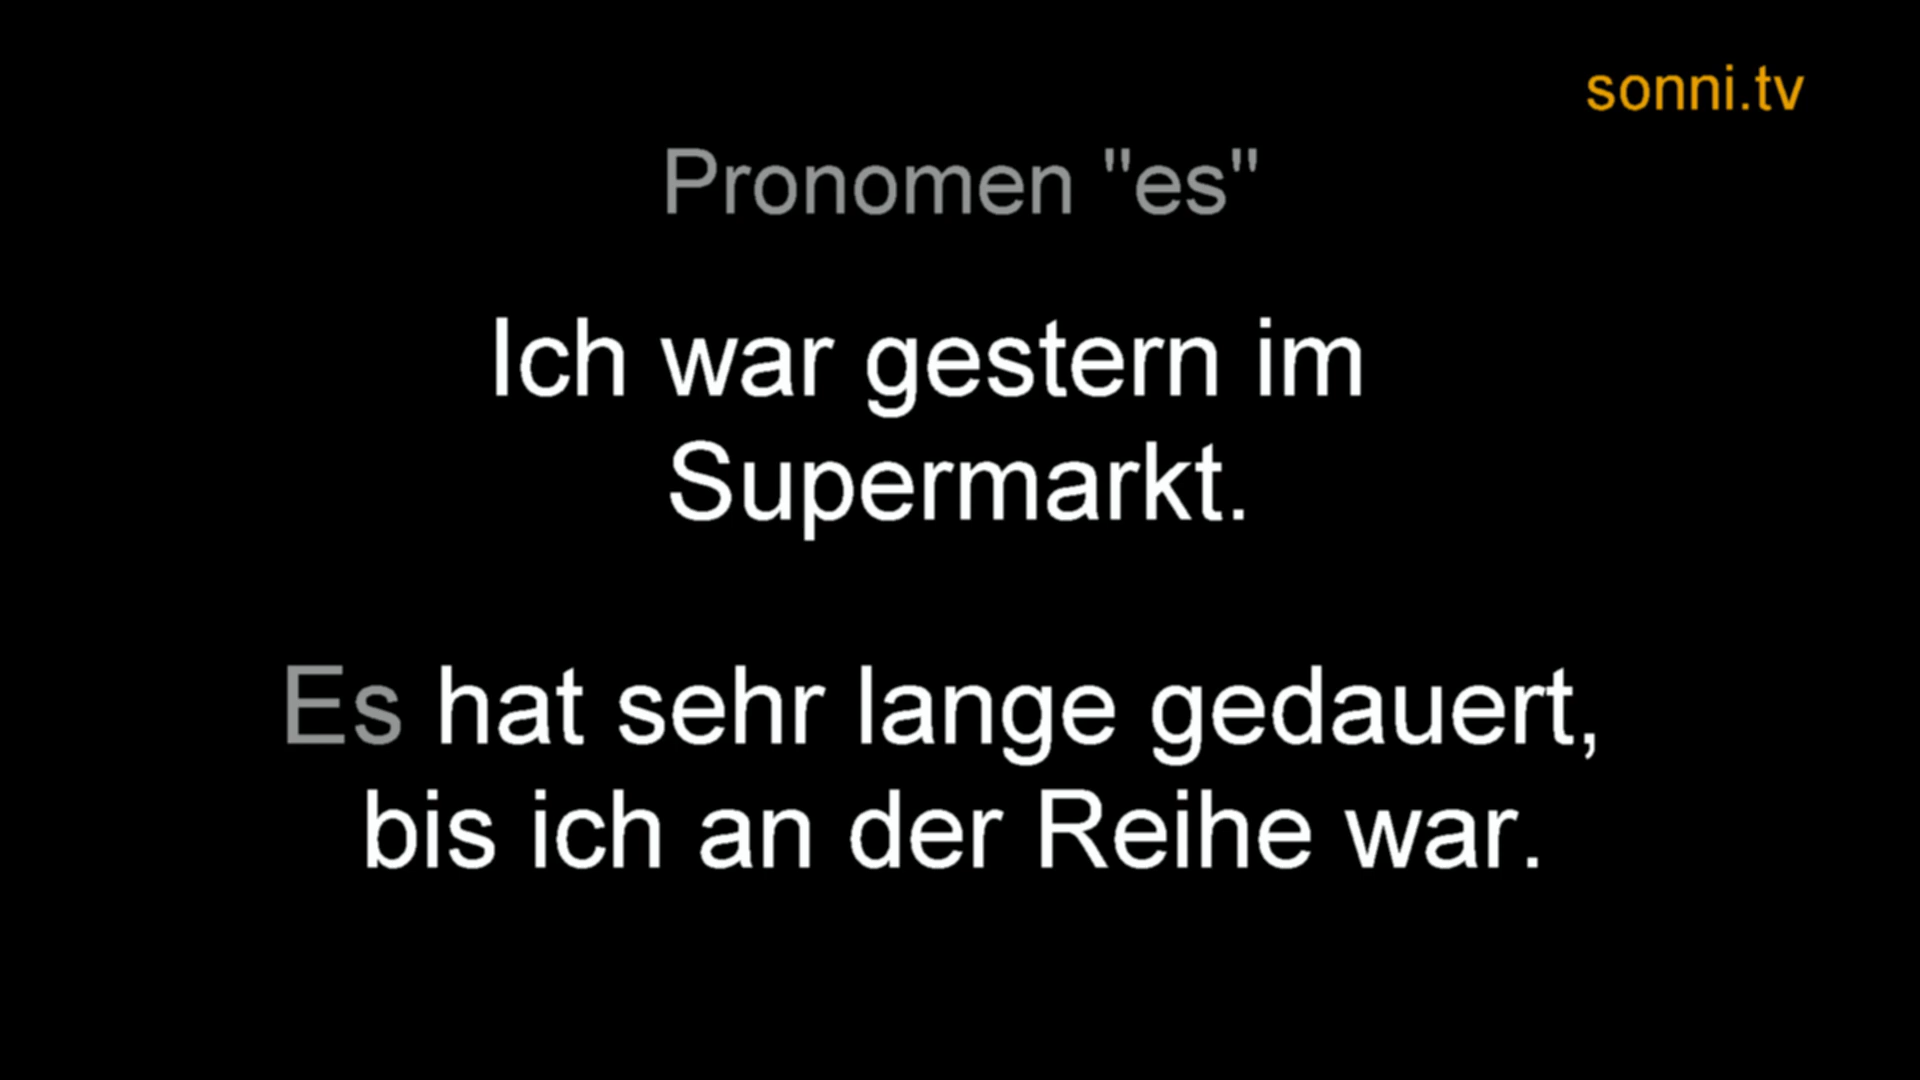 sonni.tv
Pronomen "es"
Ich war gestern im
Supermarkt.
Es hat sehr lange gedauert,
bis ich an der Reihe war.